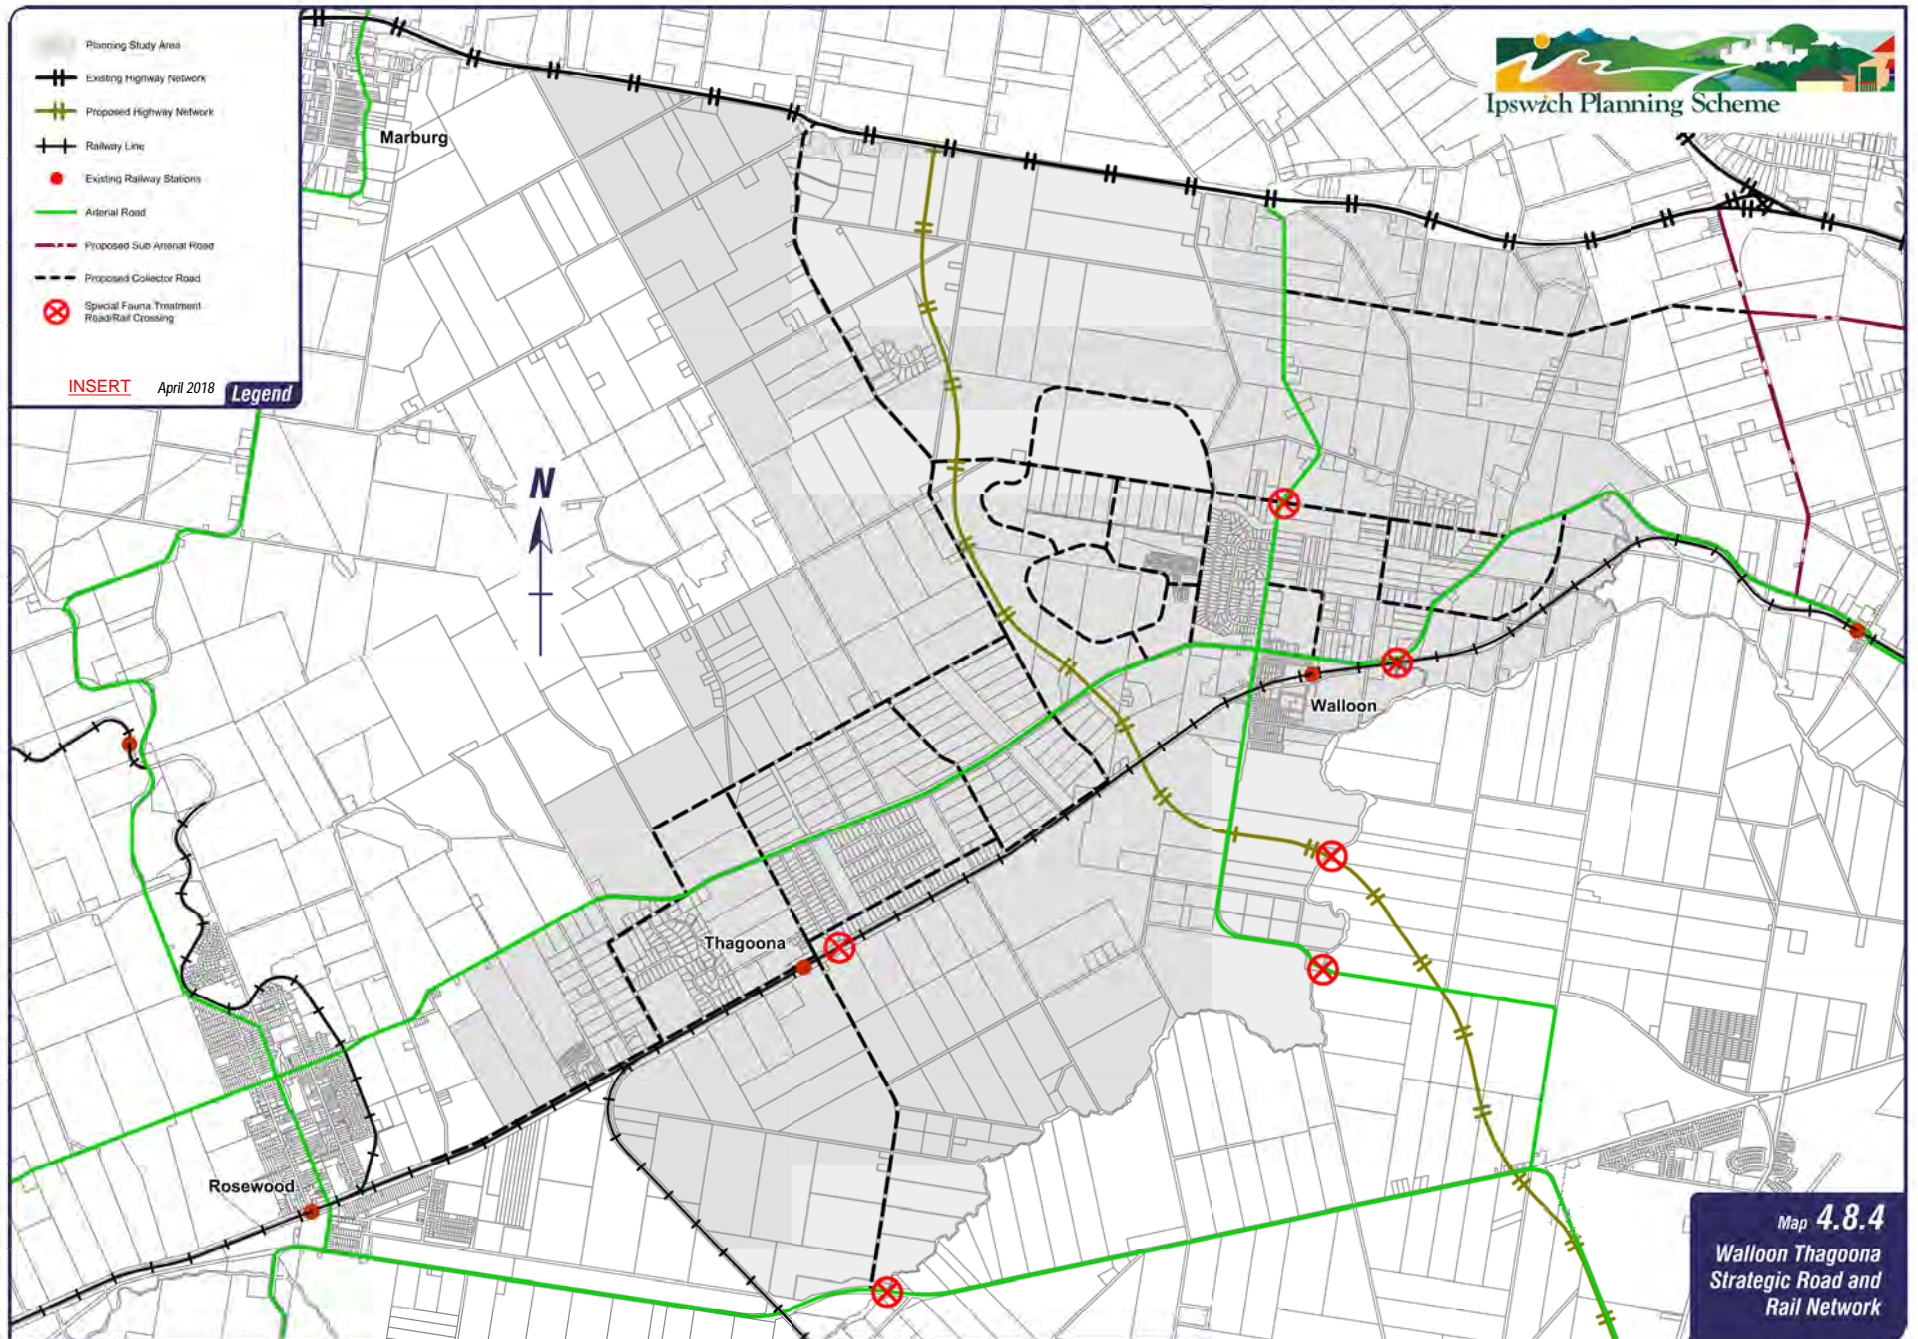 Planning Study Area
Existing Highway Network
Proposed Highway Network
Railway Line
Existing Railway Stations
Arterial Road
Proposed Sub Arterial Road
Proposed Collector Road
Special Fauna Treatment
Road/Rail Crossing
INSERT April 2018
Legend
Ipswich Planning Scheme
Marburg
N
Walloon
Thagoona
Rosewood
Map 4.8.4
Walloon Thagoona
Strategic Road and
Rail Network